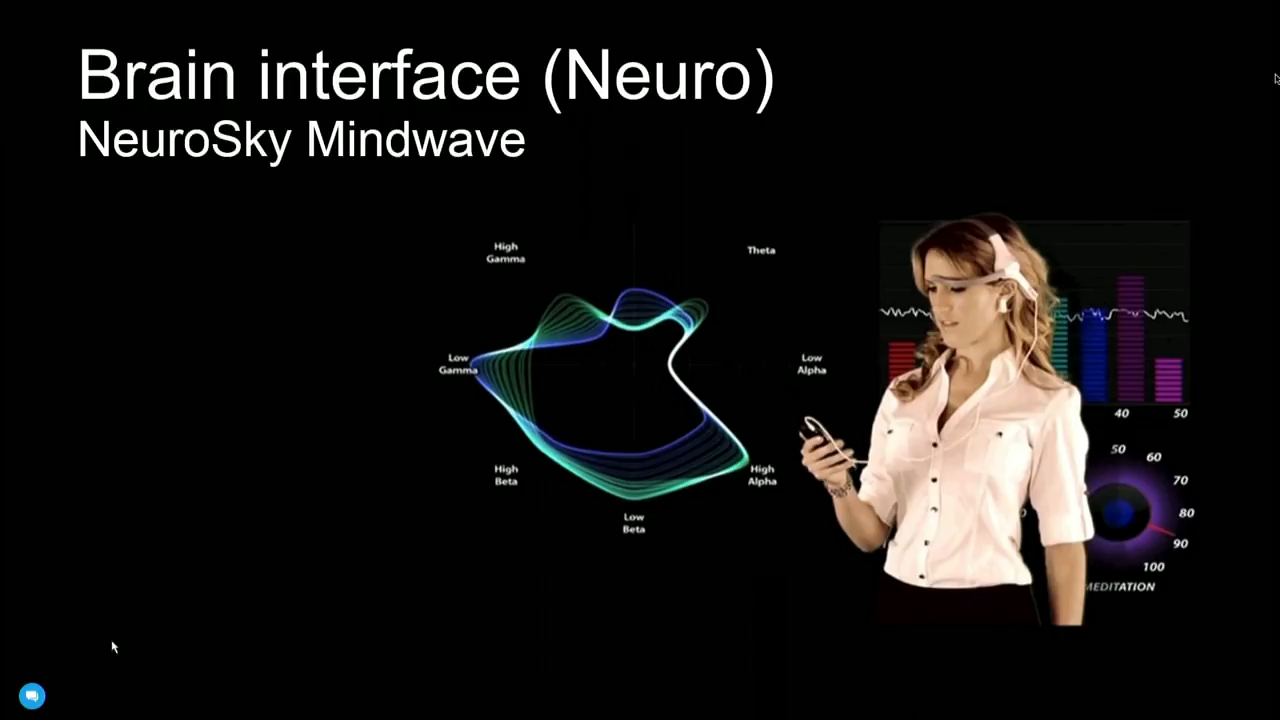 Brain interface (Neuro)
NeuroSky Mindwave
High
Gamma
Theta
Low
Gamma
Low
Alpha
High
Beta
High
Alpha
Low
Beta
40
50
50
60
70
80
90
100
MEDITATION